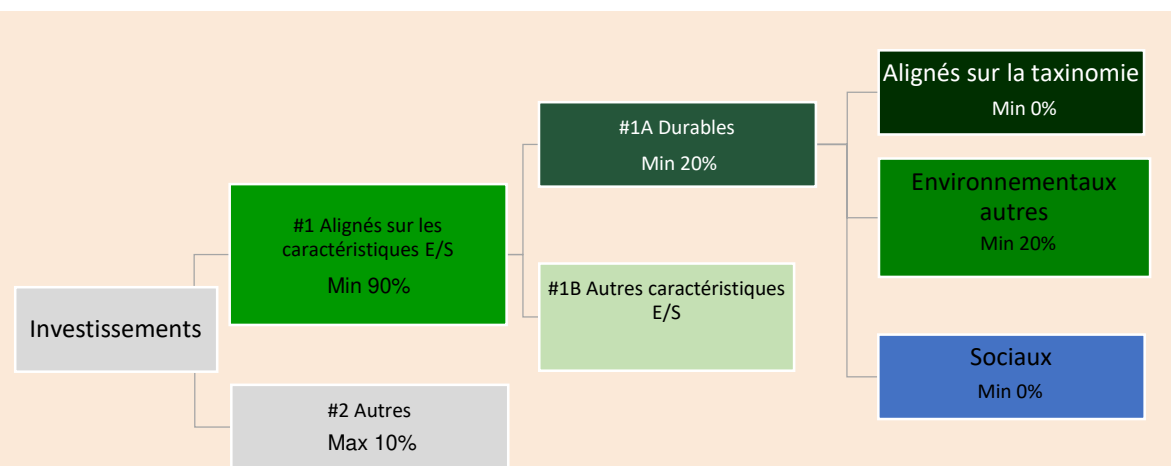 Investissements
#1 Alignés sur les
caractéristiques E/S
Min 90%
#2 Autres
Max 10%
#1A Durables
Min 20%
#1B Autres caractéristiques
E/S
Alignés sur la taxinomie
Min 0%
Environnementaux
autres
Min 20%
Sociaux
Min 0%